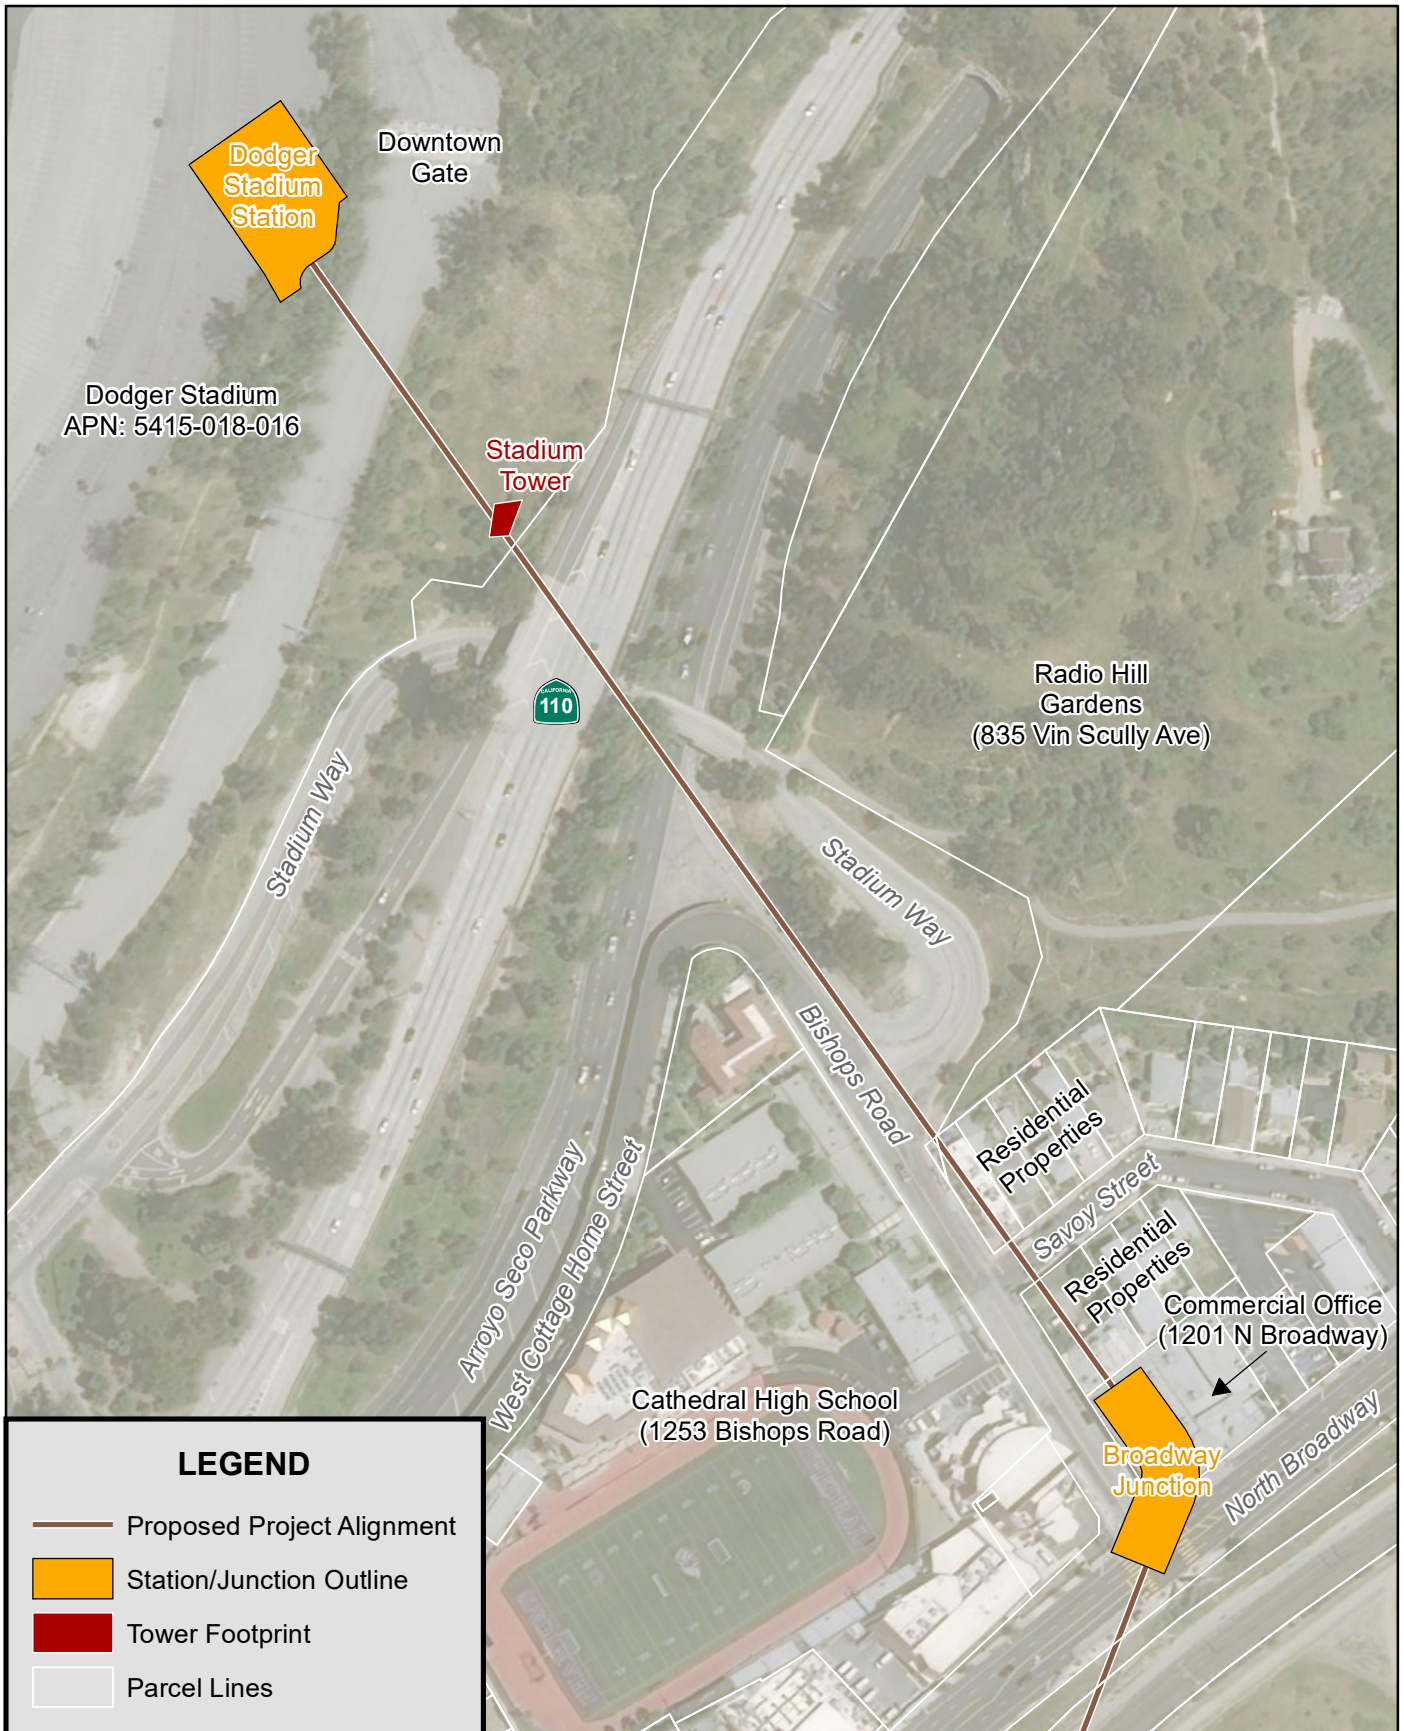 Dodger
Stadium
Station
Downtown
Gate
Dodger Stadium
APN: 5415-018-016
Stadium
Tower
CALIFORNIA
110
Radio Hill
Gardens
(835 Vin Scully Ave)
Stadium Way
Stadium Way
Bishops Road
Residential
Properties
Savoy Street
Residential
Properties
Arroyo Seco Parkway
West Cottage Home Street
Commercial Office
(1201 N Broadway)
Cathedral High School
(1253 Bishops Road)
Broadway
Junction
North Broadway
LEGEND
Proposed Project Alignment
Station/Junction Outline
Tower Footprint
Parcel Lines